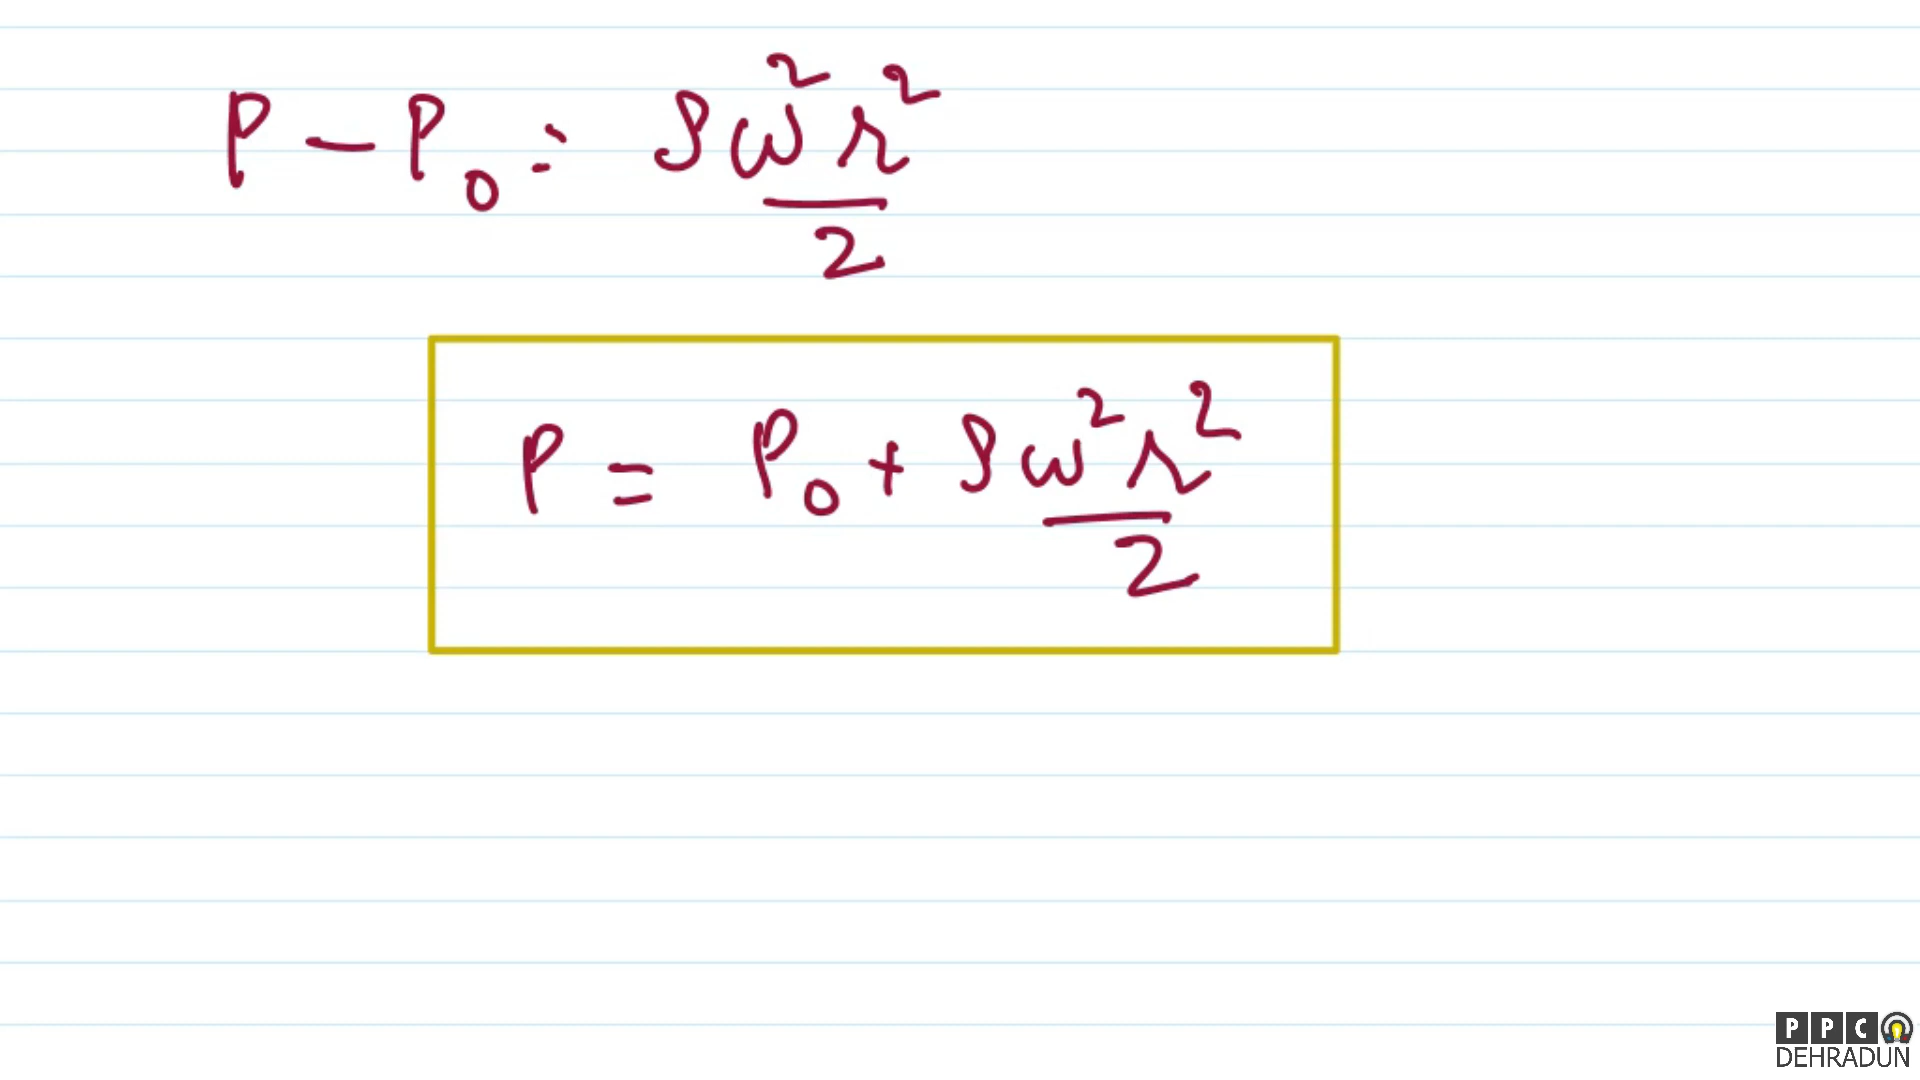 P - P₀ = ρω²r²/2
P = P₀ + ρω²r²/2
PPC
DEHRADUN